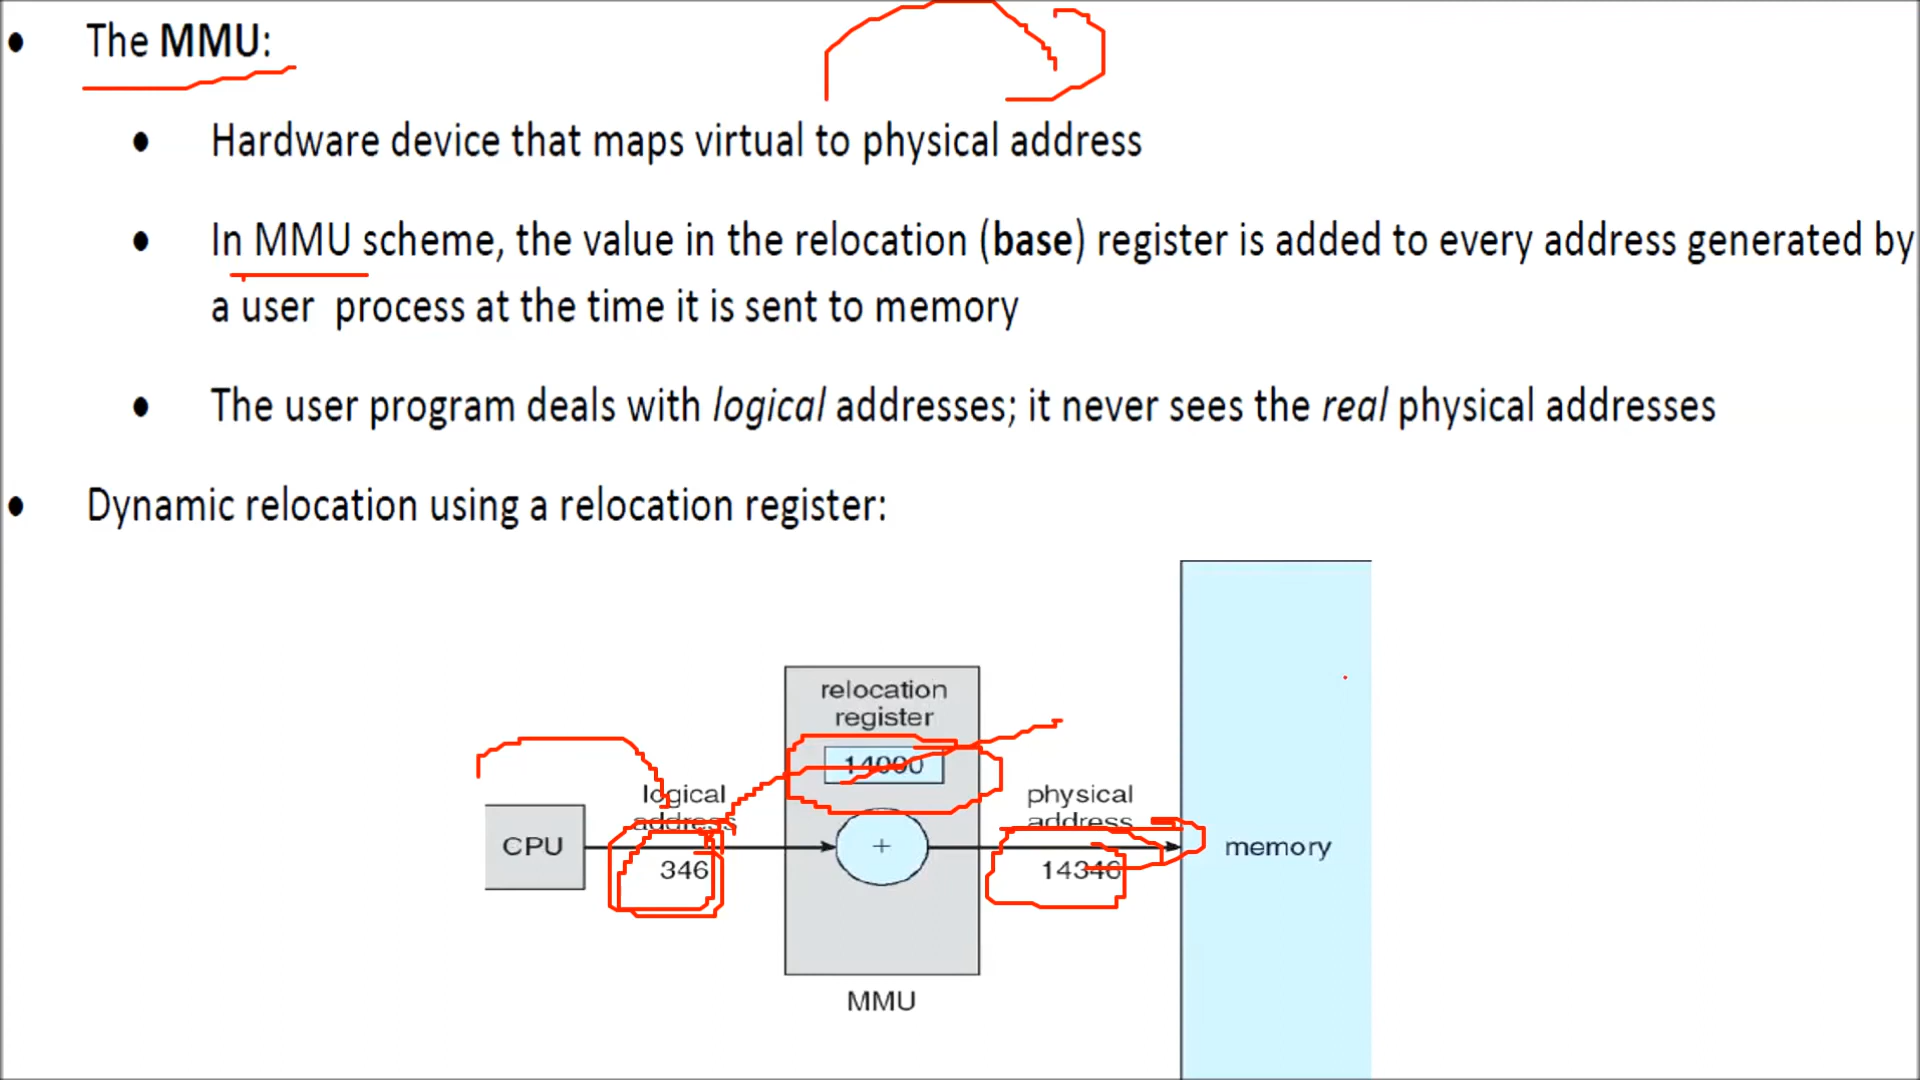 • The MMU:
• Hardware device that maps virtual to physical address
• In MMU scheme, the value in the relocation (base) register is added to every address generated by
a user process at the time it is sent to memory
• The user program deals with logical addresses; it never sees the real physical addresses
• Dynamic relocation using a relocation register:
relocation
register
14000
logical
address
physical
address
CPU
+
memory
346
14346
MMU